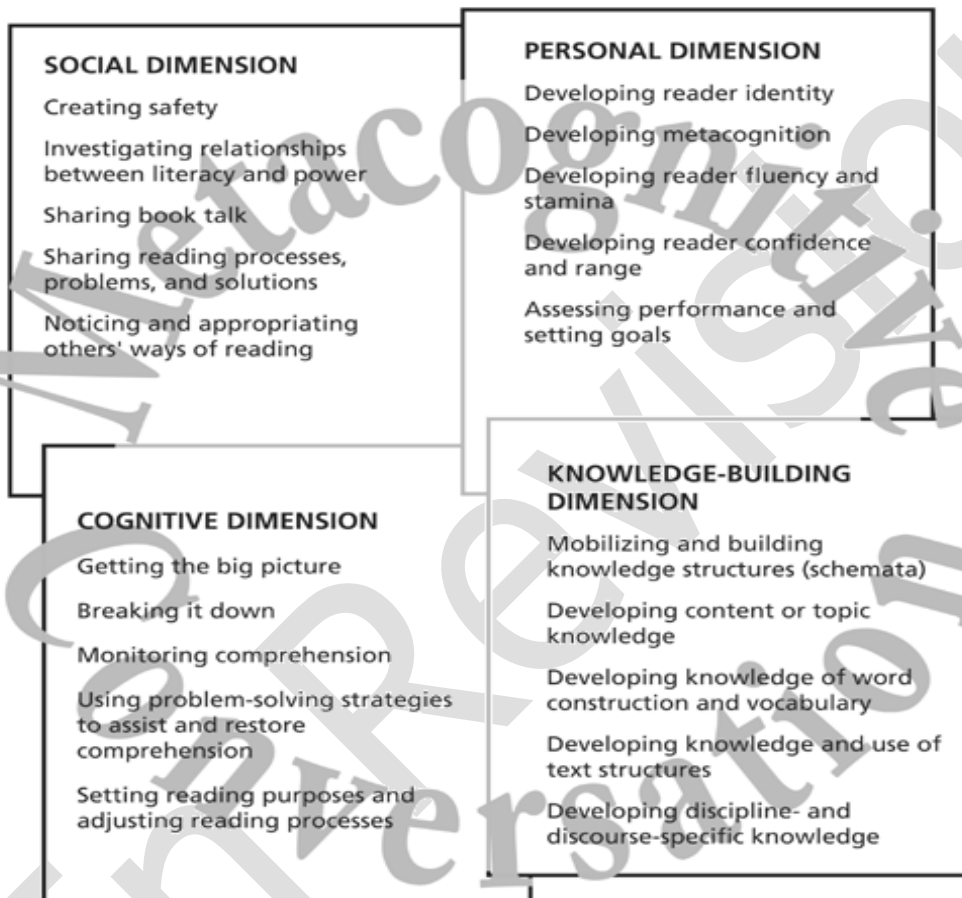 SOCIAL DIMENSION
Creating safety
Investigating relationships
between literacy and power
Sharing book talk
Sharing reading processes,
problems, and solutions
Noticing and appropriating
others' ways of reading
PERSONAL DIMENSION
Developing reader identity
Developing metacognition
Developing reader fluency and
stamina
Developing reader confidence
and range
Assessing performance and
setting goals
COGNITIVE DIMENSION
Getting the big picture
Breaking it down
Monitoring comprehension
Using problem-solving strategies
to assist and restore
comprehension
Setting reading purposes and
adjusting reading processes
KNOWLEDGE-BUILDING
DIMENSION
Mobilizing and building
knowledge structures (schemata)
Developing content or topic
knowledge
Developing knowledge of word
construction and vocabulary
Developing knowledge and use of
text structures
Developing discipline- and
discourse-specific knowledge
Metacognitive
Conversation